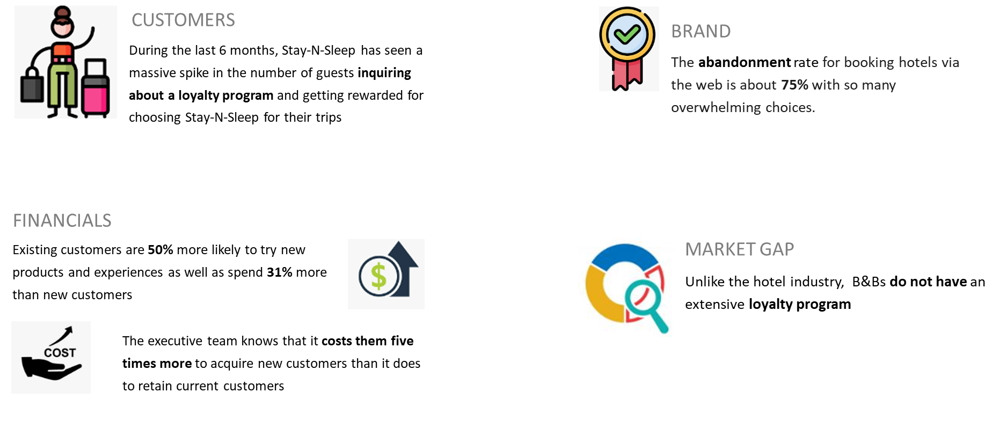 CUSTOMERS
During the last 6 months, Stay-N-Sleep has seen a
massive spike in the number of guests inquiring
about a loyalty program and getting rewarded for
choosing Stay-N-Sleep for their trips
BRAND
The abandonment rate for booking hotels via
the web is about 75% with so many
overwhelming choices.
FINANCIALS
Existing customers are 50% more likely to try new
products and experiences as well as spend 31% more
than new customers
$
COST
The executive team knows that it costs them five
times more to acquire new customers than it does
to retain current customers
MARKET GAP
Unlike the hotel industry, B&Bs do not have an
extensive loyalty program